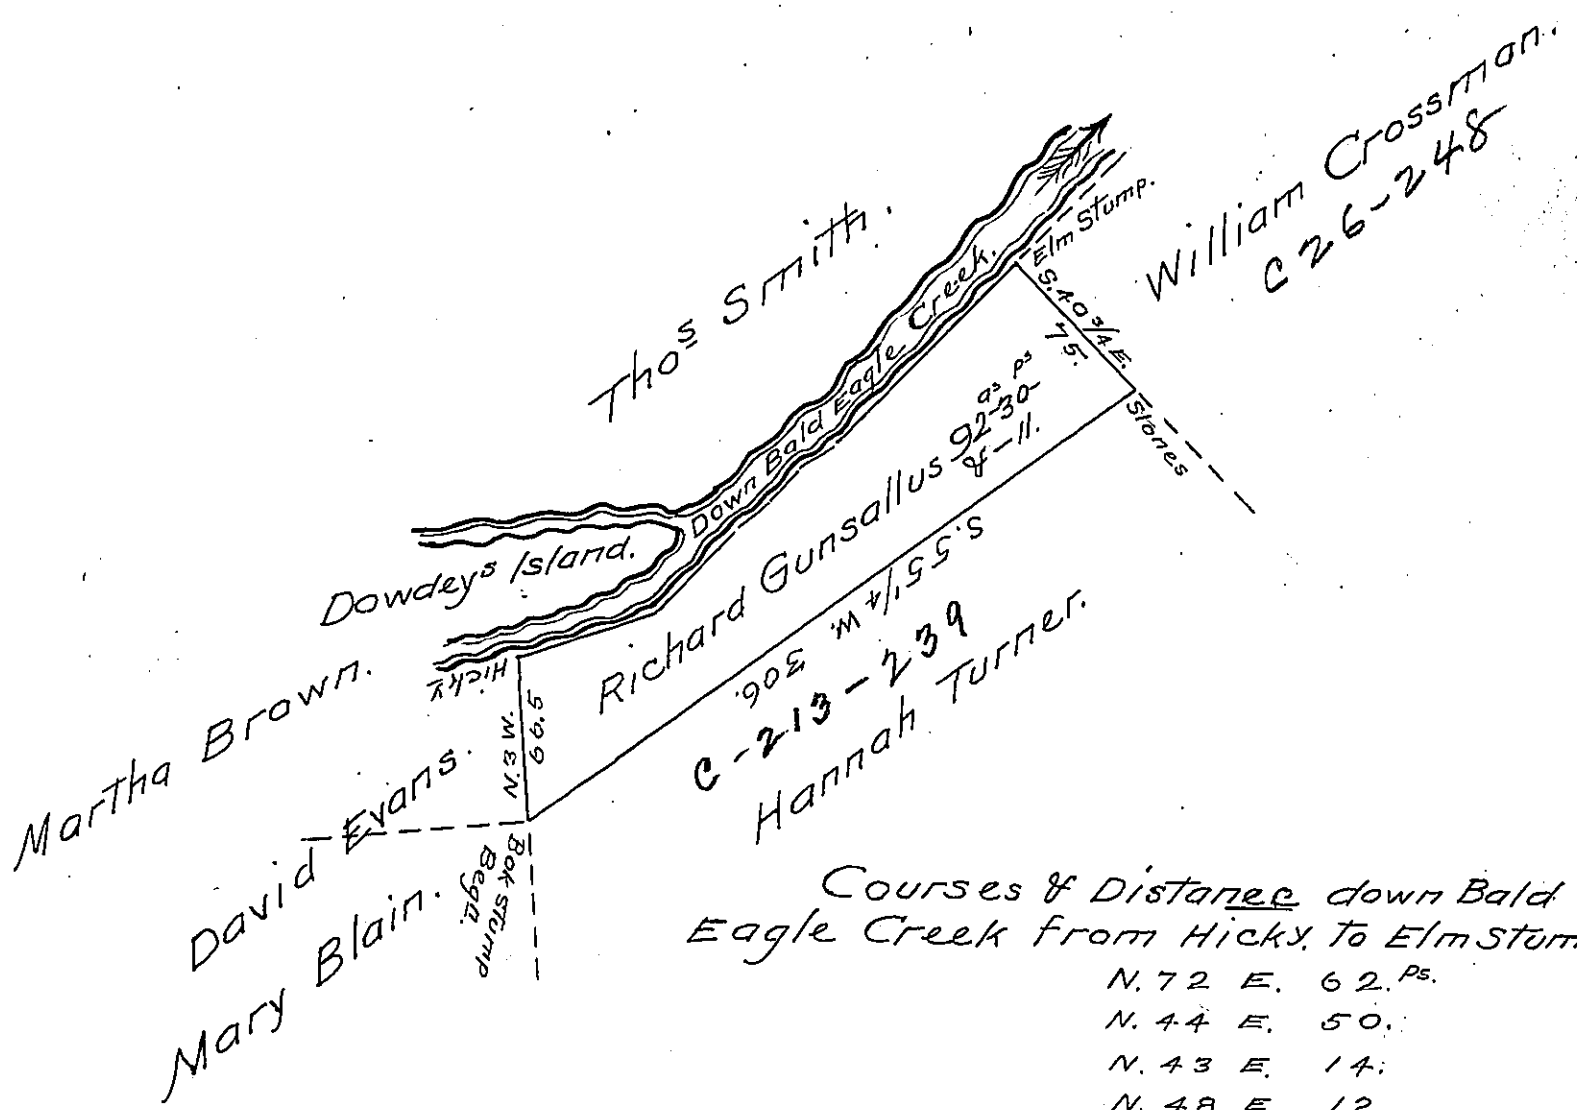 William Crossman.
C 26-248
Thos Smith.
Elm Stump.
S. 40 3/4 E.
75.
Stones
Down Bald Eagle Creek.
Dowdeys Island.
Richard Gunsallus 92-30-
as ps
& -11.
S. 55 1/4 W. 306.
C-213-239
Hannah Turner.
Hicky
N. 3 W.
66.5
Martha Brown.
David Evans.
Mary Blain.
Bok stump
Begn.
Courses & Distance down Bald
Eagle Creek from Hicky. To Elm Stum
N. 72 E. 62. Ps.
N. 44 E. 50.
N. 43 E. 14.
N. 48 E. 12